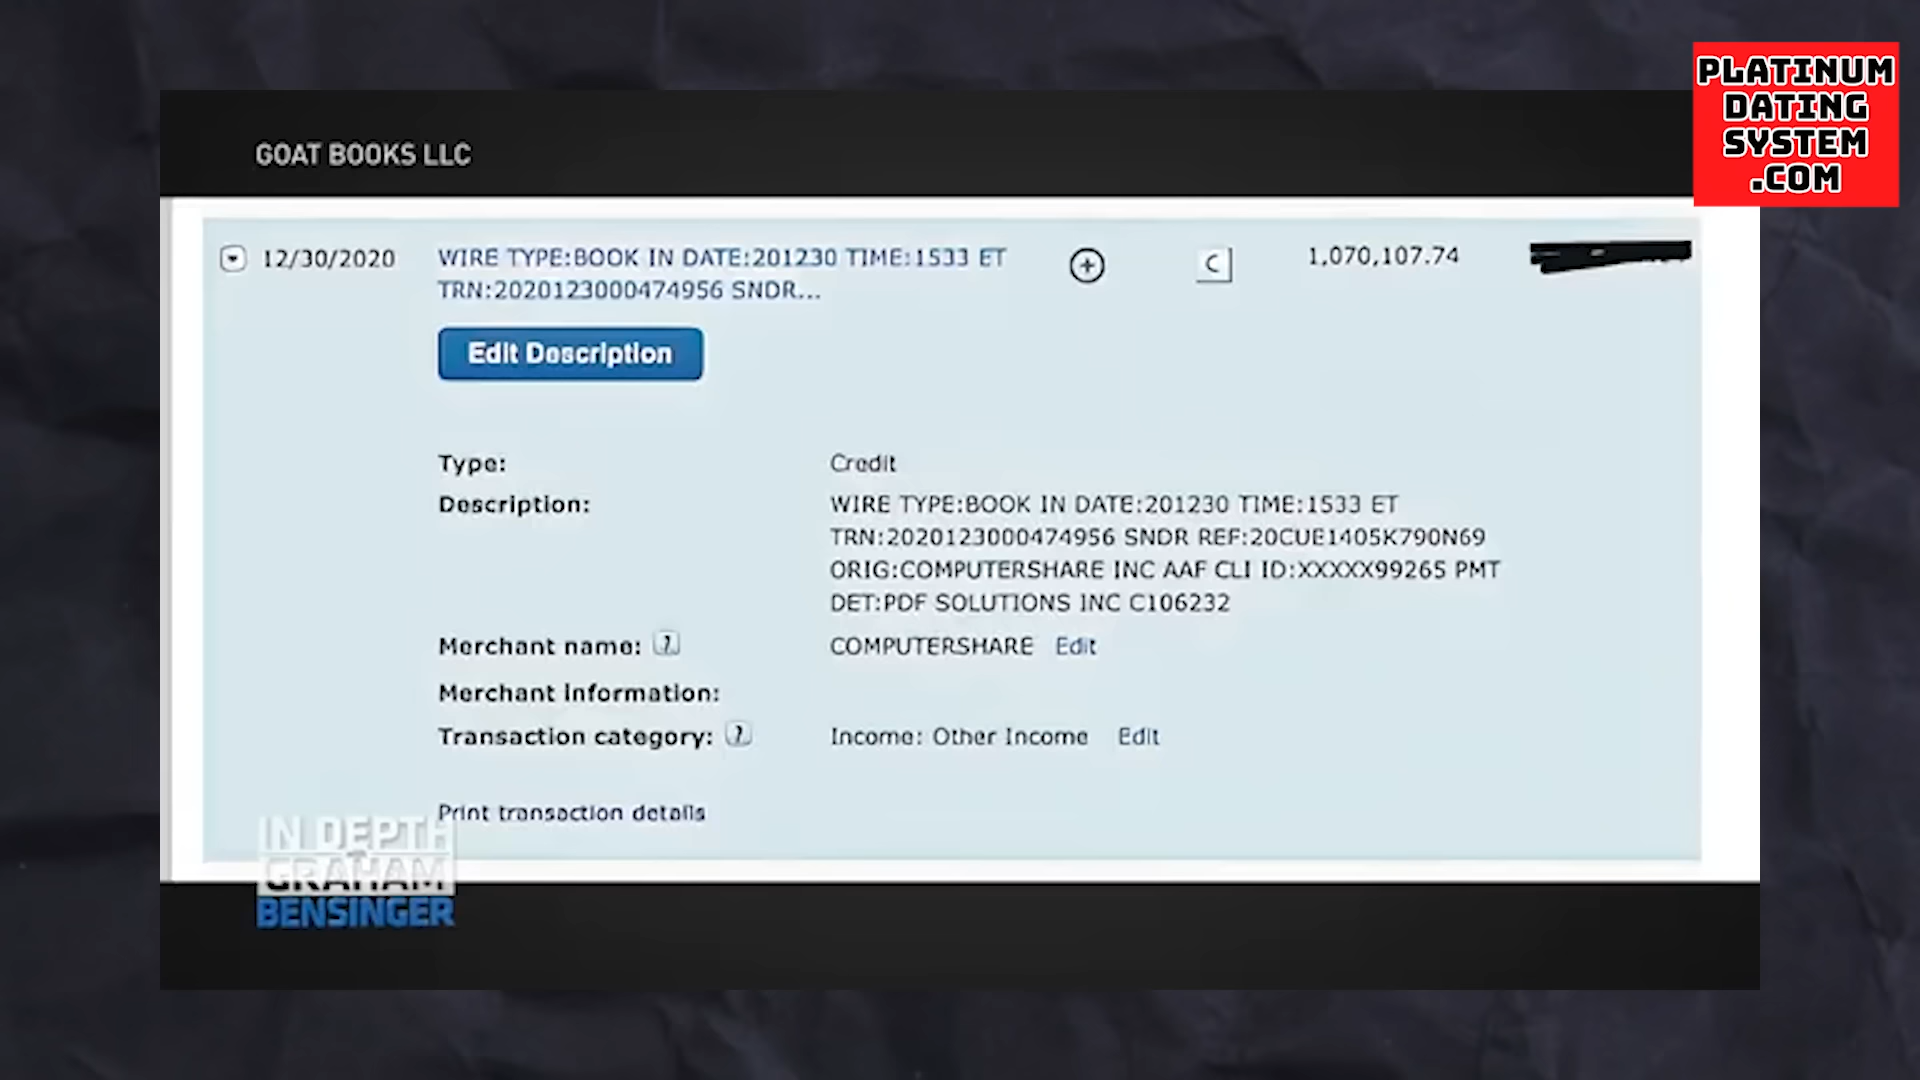 PLATINUM
DATING
SYSTEM
.COM
GOAT BOOKS LLC
12/30/2020 WIRE TYPE:BOOK IN DATE:201230 TIME:1533 ET C 1,070,107.74
TRN:2020123000474956 SNDR...
Edit Description
Type: Credit
Description: WIRE TYPE:BOOK IN DATE:201230 TIME:1533 ET
TRN:2020123000474956 SNDR REF:20CUE1405K790N69
ORIG:COMPUTERSHARE INC AAF CLI ID:XXXXX99265 PMT
DET:PDF SOLUTIONS INC C106232
Merchant name: ? COMPUTERSHARE Edit
Merchant information:
Transaction category: ? Income: Other Income Edit
Print transaction details
IN DEPTH
GRAHAM
BENSINGER